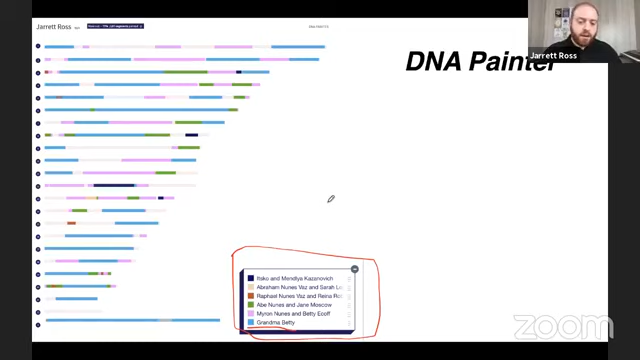 Jarrett Ross
DNA Painter
Jarrett Ross
Itsko and Mendlya Kazanovich
Abraham Nunes Vaz and Sarah
Raphael Nunes Vaz and Reina
Abe Nunes and Jane Moscow
Myron Nunes and Betty Ecoff
Grandma Betty
zoom